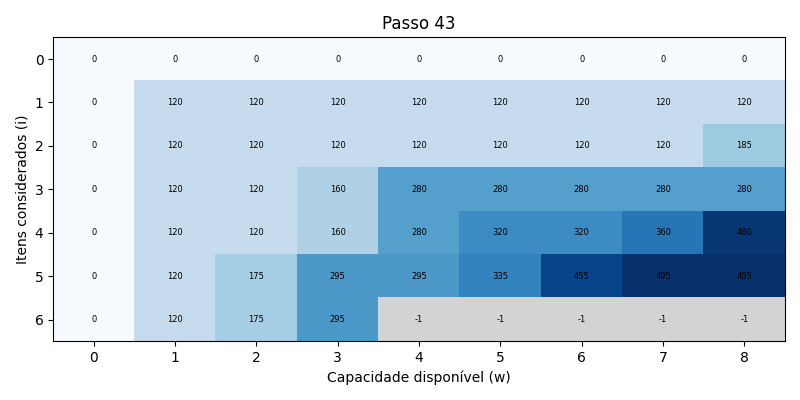 Passo 43
Itens considerados (i)
0 0 0 0 0 0 0 0 0 0
1 0 120 120 120 120 120 120 120 120
2 0 120 120 120 120 120 120 120 185
3 0 120 120 160 280 280 280 280 280
4 0 120 120 160 280 320 320 360 480
5 0 120 175 295 295 335 455 495 495
6 0 120 175 295 -1 -1 -1 -1 -1
0 1 2 3 4 5 6 7 8
Capacidade disponível (w)